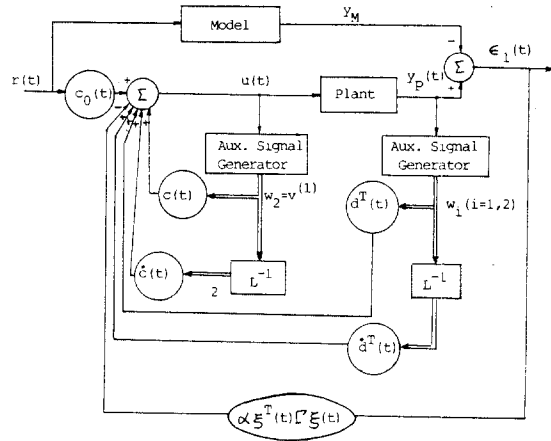 Model
y_M
−
ϵ_1(t)
r(t)
c_0(t)
+
Σ
u(t)
Plant
y_p(t)
+
Σ
−
+
+
+
+
Aux. Signal
Generator
Aux. Signal
Generator
c(t)
w_2=v^(1)
d^T(t)
w_i(i=1,2)
ċ(t)
2
L^-1
L^-1
ḋ^T(t)
αξ^T(t)Γξ(t)